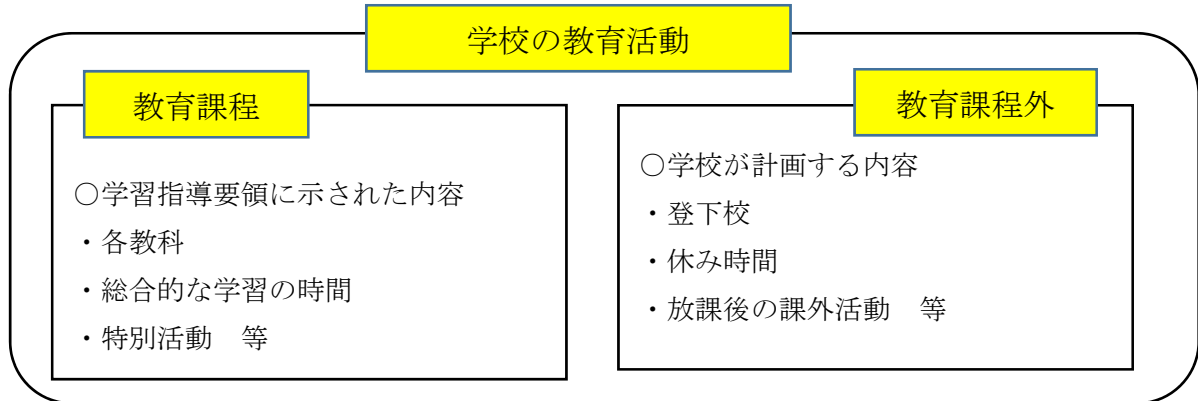 学校の教育活動
教育課程
○学習指導要領に示された内容
・各教科
・総合的な学習の時間
・特別活動　等
教育課程外
○学校が計画する内容
・登下校
・休み時間
・放課後の課外活動　等